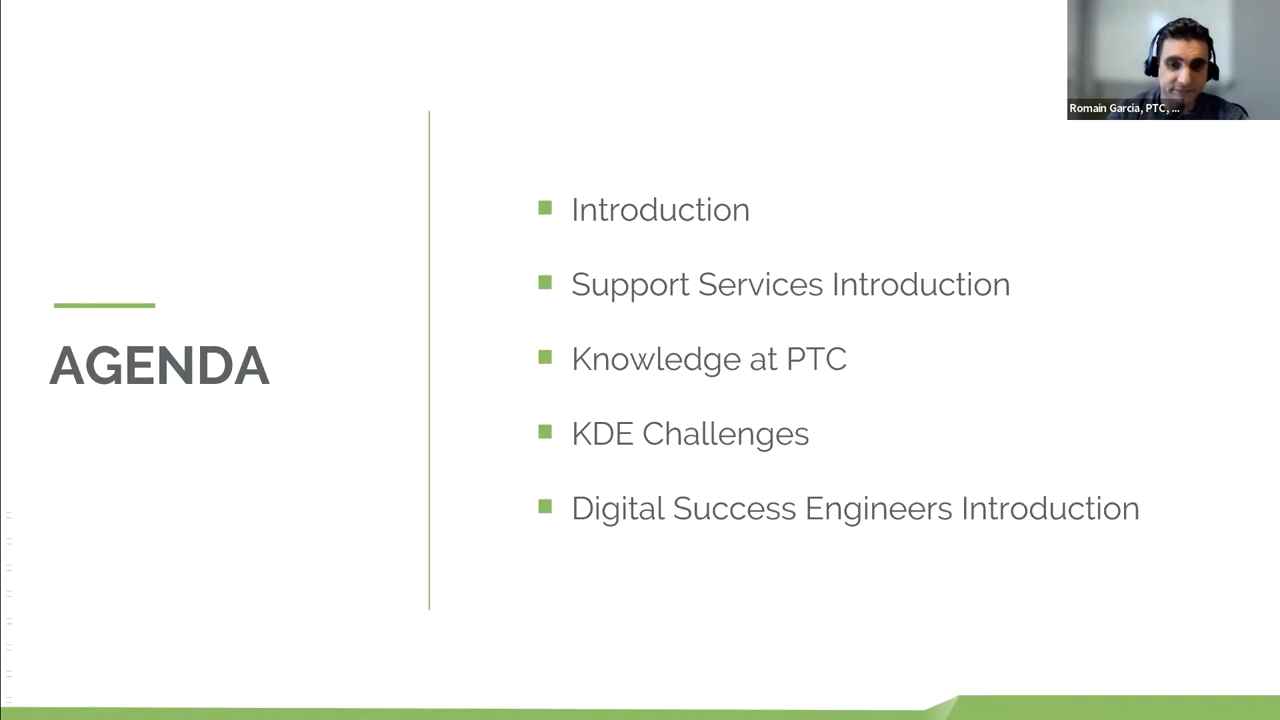 Romain Garcia, PTC, ...
AGENDA
Introduction
Support Services Introduction
Knowledge at PTC
KDE Challenges
Digital Success Engineers Introduction